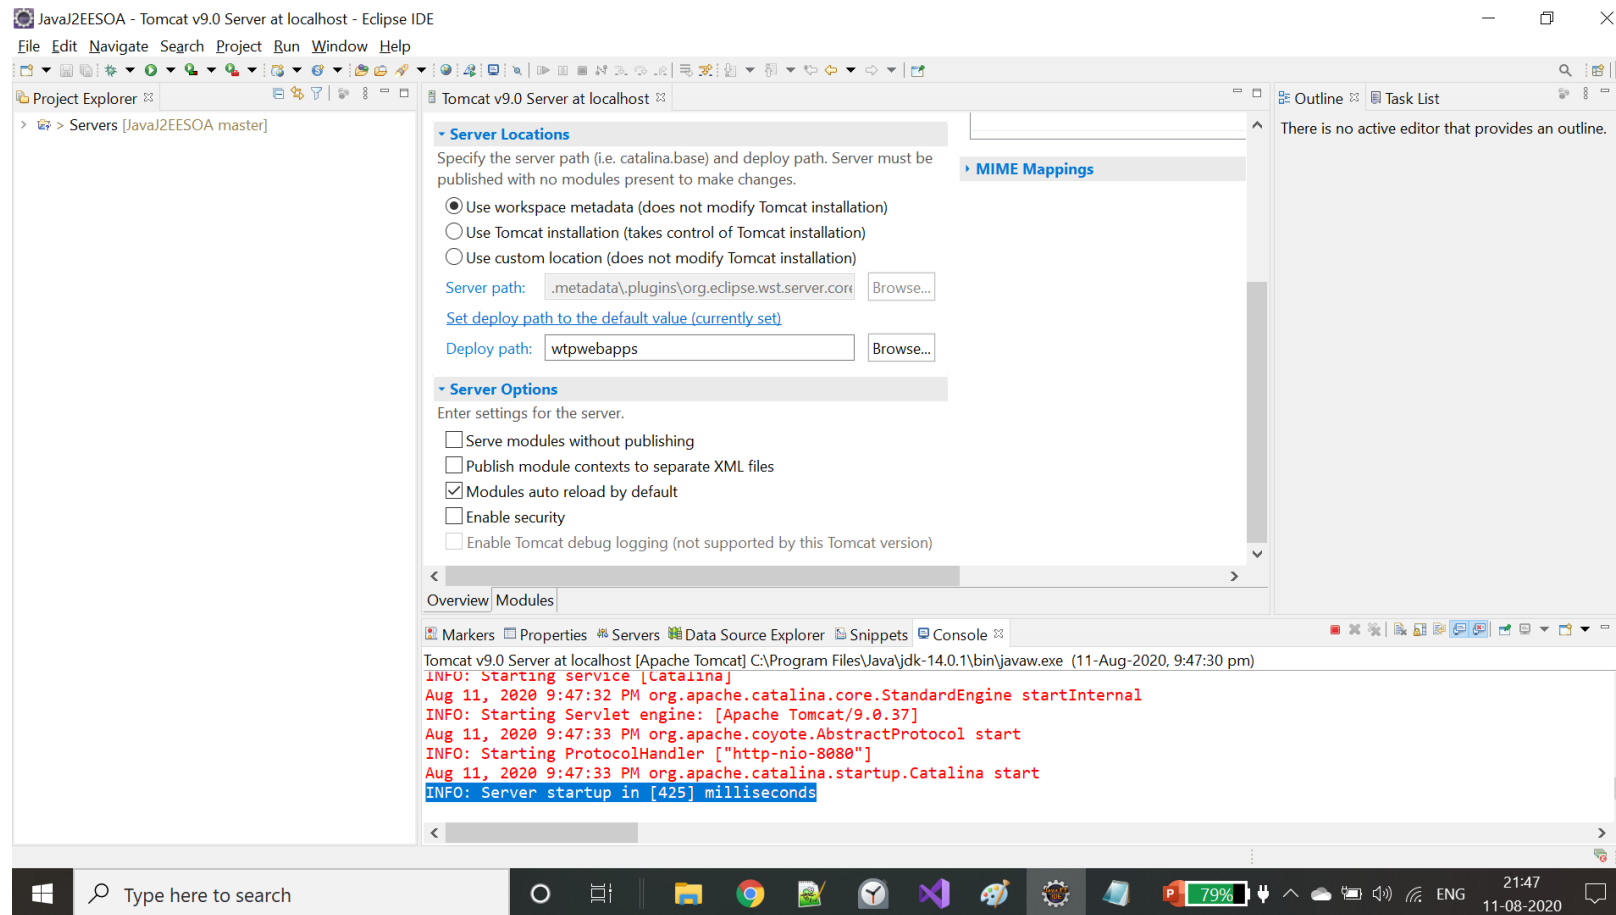 JavaJ2EESOA - Tomcat v9.0 Server at localhost - Eclipse IDE
File Edit Navigate Search Project Run Window Help
Project Explorer
Servers [JavaJ2EESOA master]
Tomcat v9.0 Server at localhost
Server Locations
Specify the server path (i.e. catalina.base) and deploy path. Server must be
published with no modules present to make changes.
Use workspace metadata (does not modify Tomcat installation)
Use Tomcat installation (takes control of Tomcat installation)
Use custom location (does not modify Tomcat installation)
Server path: .metadata\.plugins\org.eclipse.wst.server.core Browse...
Set deploy path to the default value (currently set)
Deploy path: wtpwebapps Browse...
Server Options
Enter settings for the server.
Serve modules without publishing
Publish module contexts to separate XML files
Modules auto reload by default
Enable security
Enable Tomcat debug logging (not supported by this Tomcat version)
MIME Mappings
Overview Modules
Outline Task List
There is no active editor that provides an outline.
Markers Properties Servers Data Source Explorer Snippets Console
Tomcat v9.0 Server at localhost [Apache Tomcat] C:\Program Files\Java\jdk-14.0.1\bin\javaw.exe (11-Aug-2020, 9:47:30 pm)
INFO: Starting service [Catalina]
Aug 11, 2020 9:47:32 PM org.apache.catalina.core.StandardEngine startInternal
INFO: Starting Servlet engine: [Apache Tomcat/9.0.37]
Aug 11, 2020 9:47:33 PM org.apache.coyote.AbstractProtocol start
INFO: Starting ProtocolHandler ["http-nio-8080"]
Aug 11, 2020 9:47:33 PM org.apache.catalina.startup.Catalina start
INFO: Server startup in [425] milliseconds
Type here to search
79%
ENG
21:47
11-08-2020